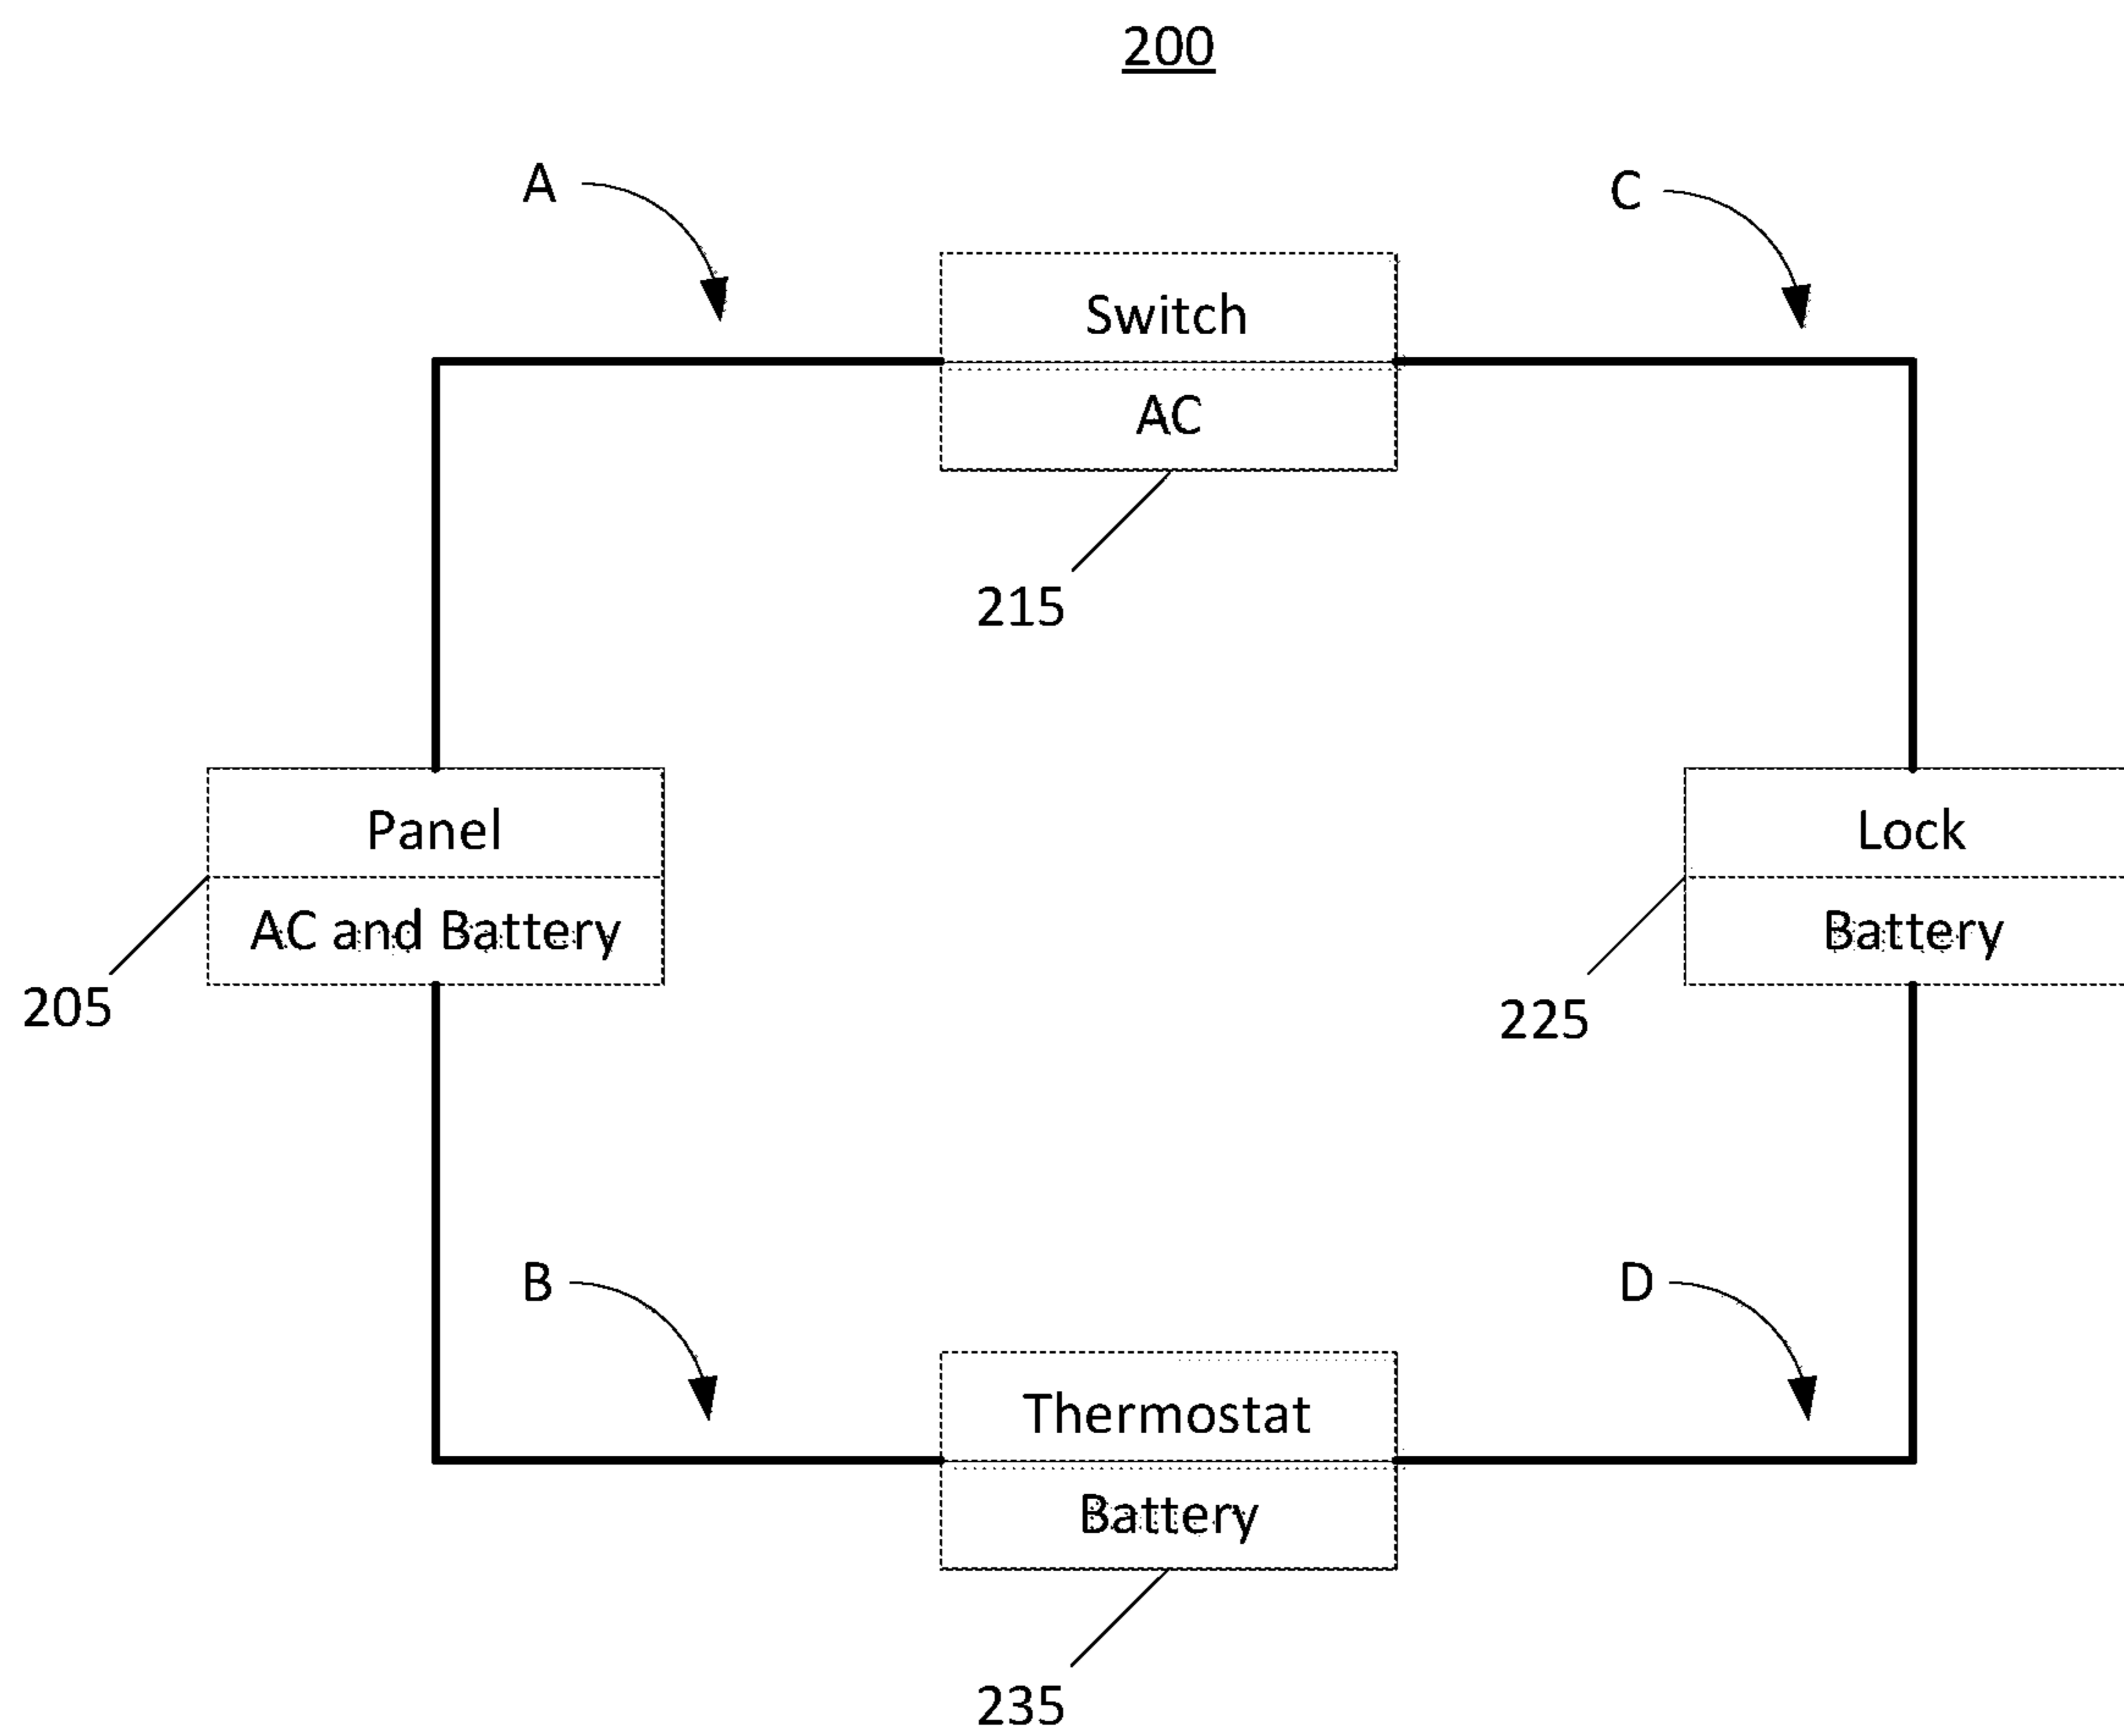 200
A
C
Switch
AC
215
Panel
AC and Battery
205
Lock
Battery
225
B
D
Thermostat
Battery
235